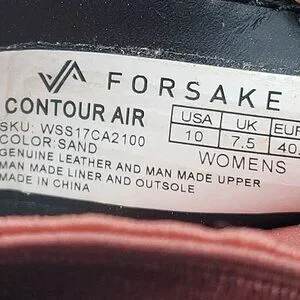 FORSAKE
CONTOUR AIR
USA UK
10 7.5 40.
SKU: WSS17CA2100
COLOR: SAND
WOMENS
GENUINE LEATHER AND MAN MADE UPPER
MAN MADE LINER AND OUTSOLE
MADE IN CHINA